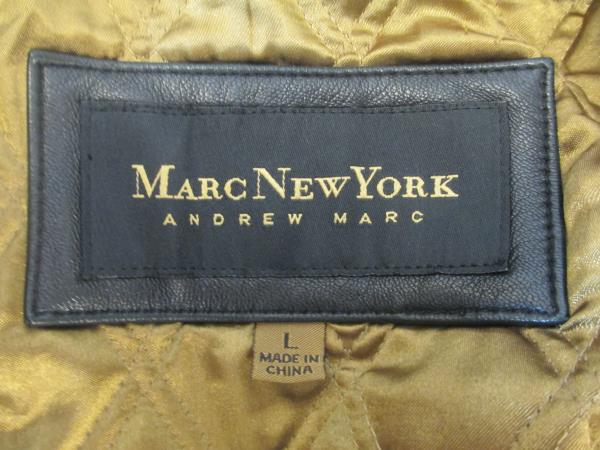 MARC NEW YORK
ANDREW MARC
L
MADE IN
CHINA